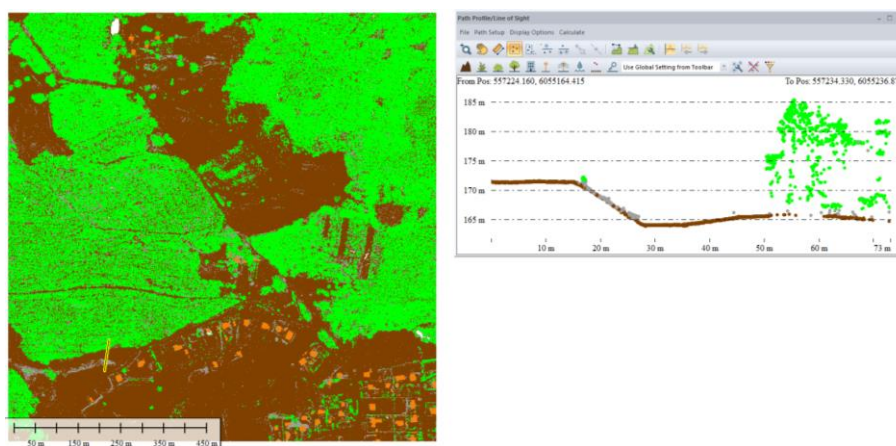 Path Profile/Line of Sight
File Path Setup Display Options Calculate
Use Global Setting from Toolbar
From Pos: 557224.160, 6055164.415 To Pos: 557234.330, 6055236.8
185 m
180 m
175 m
170 m
165 m
10 m 20 m 30 m 40 m 50 m 60 m 73 m
50 m 150 m 250 m 350 m 450 m